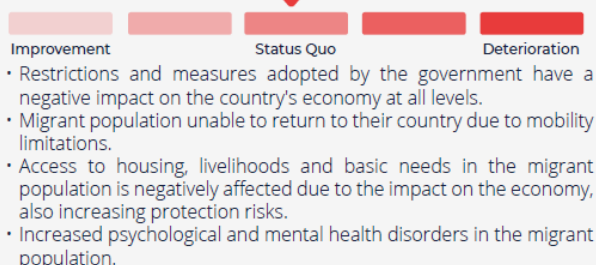 Improvement Status Quo Deterioration
• Restrictions and measures adopted by the government have a
negative impact on the country's economy at all levels.
• Migrant population unable to return to their country due to mobility
limitations.
• Access to housing, livelihoods and basic needs in the migrant
population is negatively affected due to the impact on the economy,
also increasing protection risks.
• Increased psychological and mental health disorders in the migrant
population.